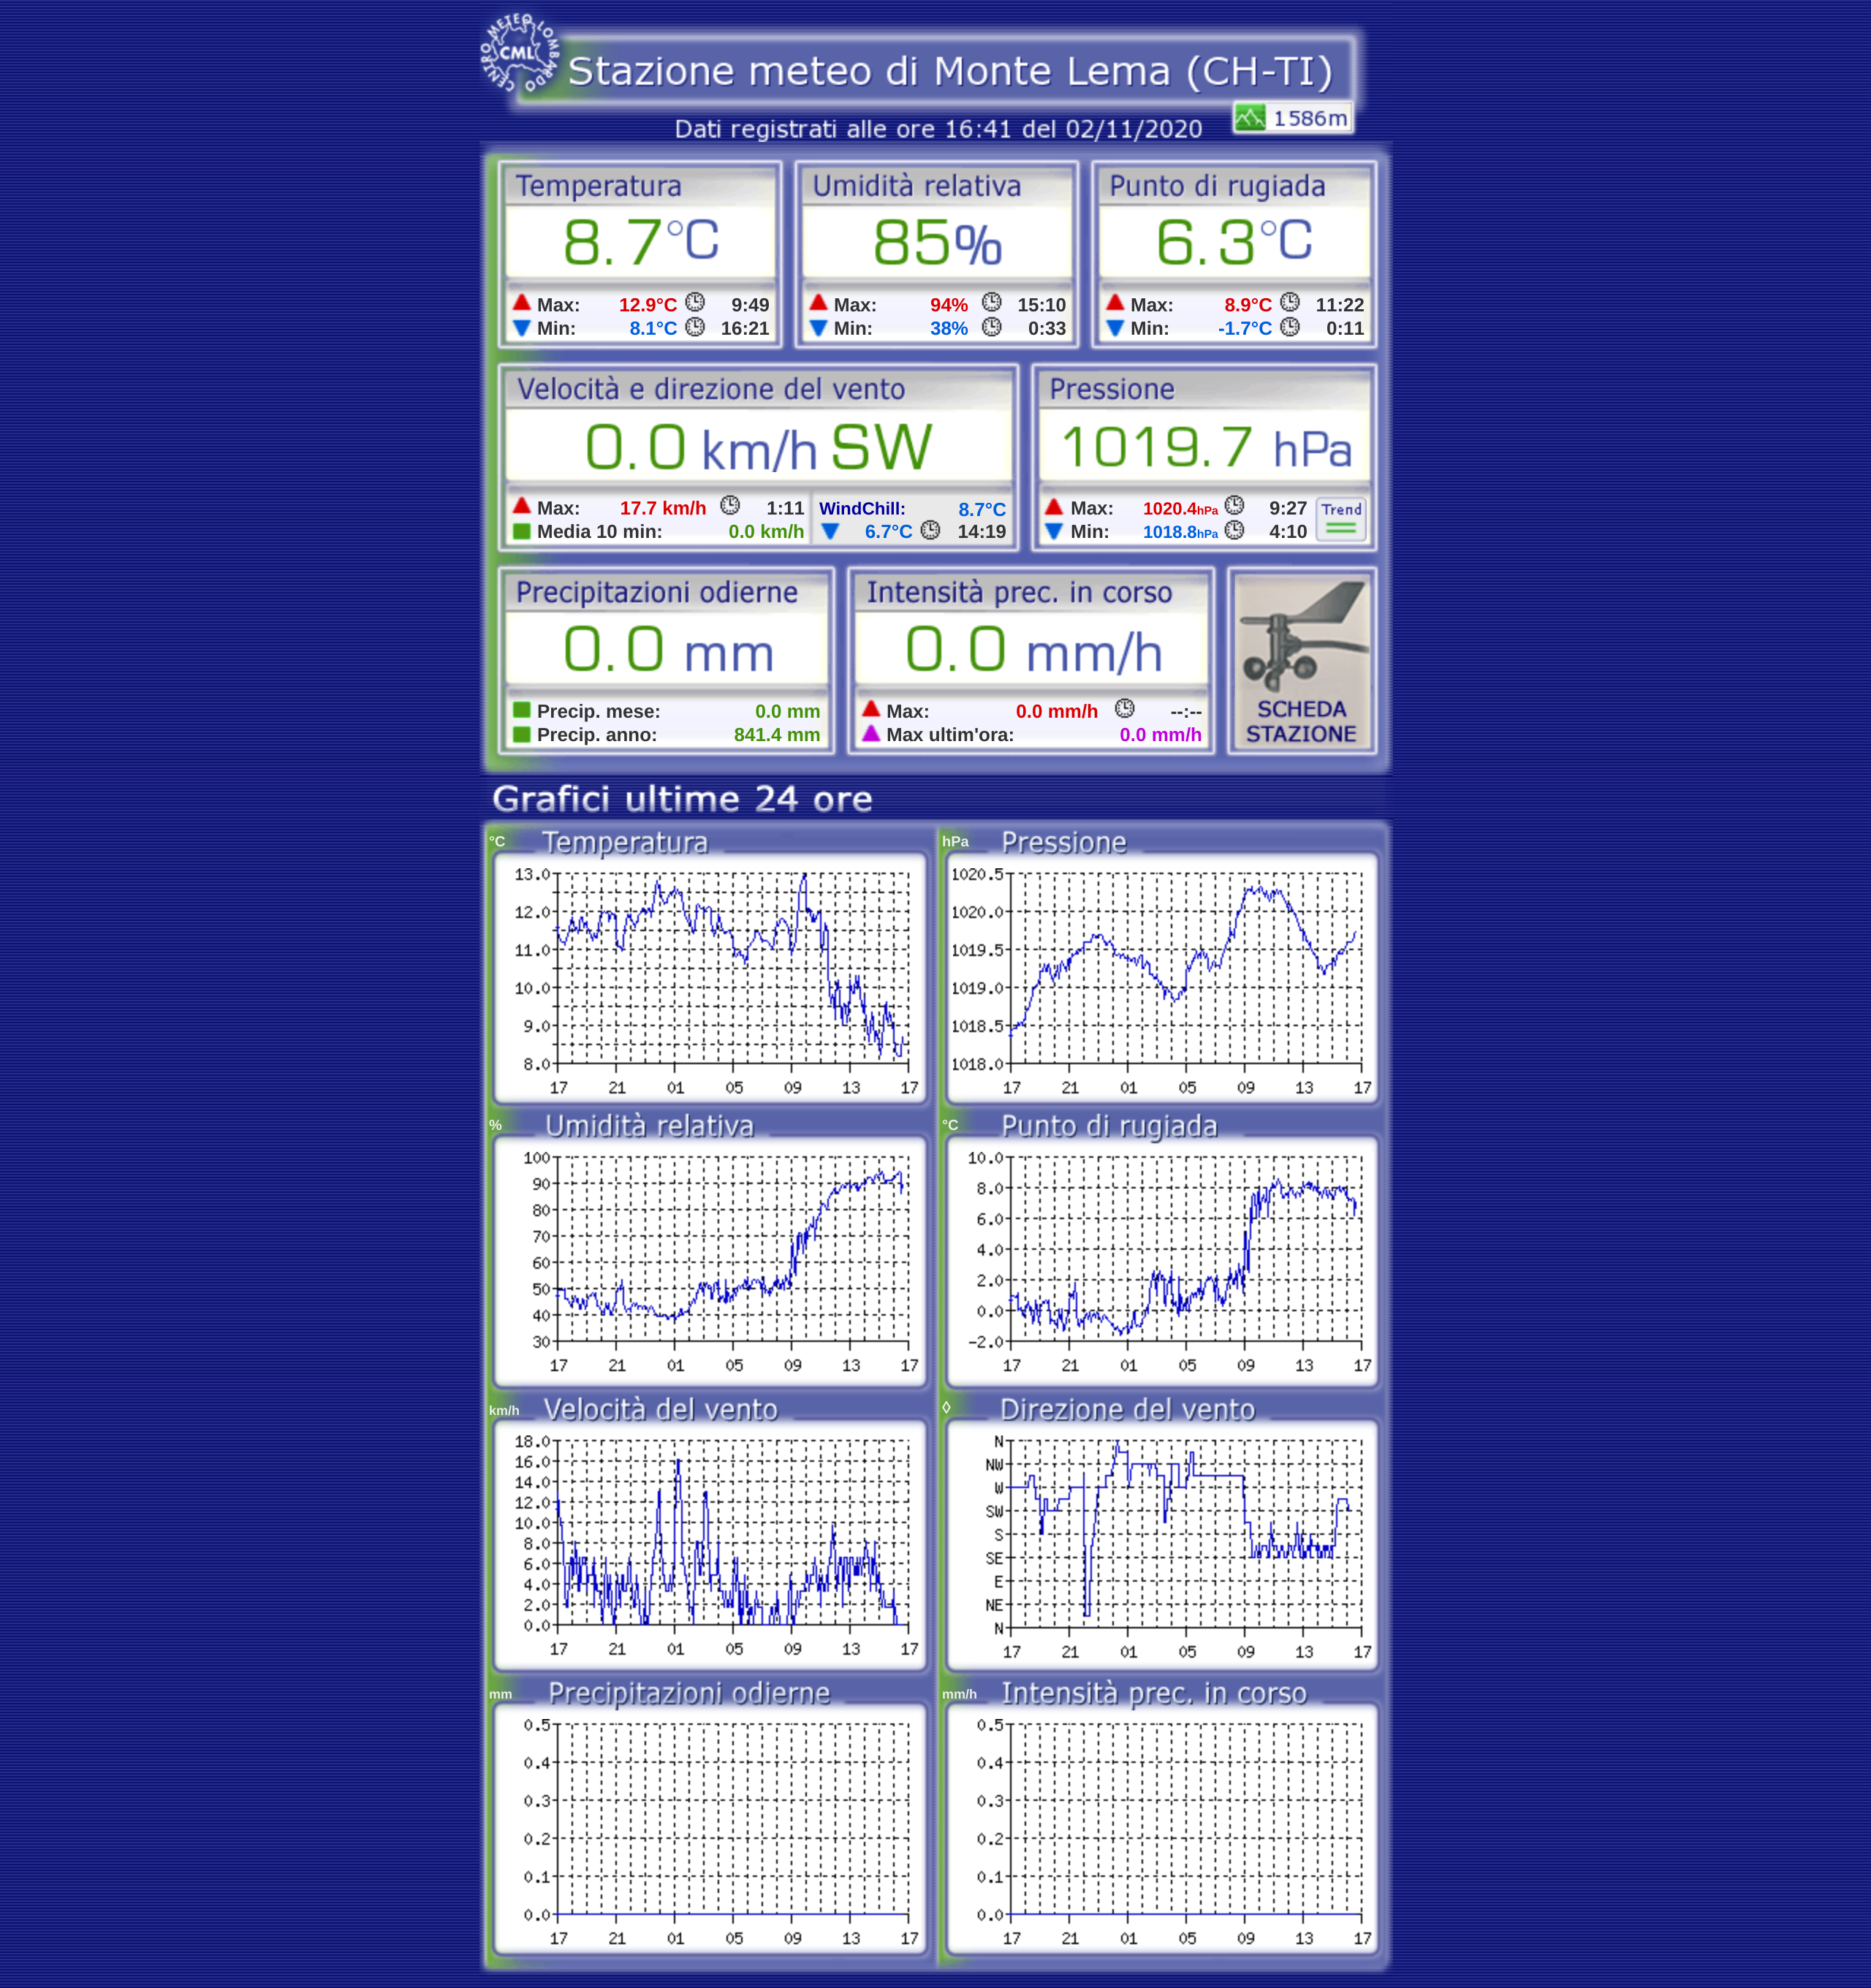 CENTRO METEO LOMBARDO
CML
Stazione meteo di Monte Lema (CH-TI)
1586m
Dati registrati alle ore 16:41 del 02/11/2020
Temperatura Umidità relativa Punto di rugiada
8.7°C 85% 6.3°C
Max: 12.9°C 9:49 Max: 94% 15:10 Max: 8.9°C 11:22
Min: 8.1°C 16:21 Min: 38% 0:33 Min: -1.7°C 0:11
Velocità e direzione del vento Pressione
0.0 km/h SW 1019.7 hPa
Max: 17.7 km/h 1:11 WindChill: 8.7°C Max: 1020.4hPa 9:27 Trend
Media 10 min: 0.0 km/h 6.7°C 14:19 Min: 1018.8hPa 4:10
Precipitazioni odierne Intensità prec. in corso
0.0 mm 0.0 mm/h
Precip. mese: 0.0 mm Max: 0.0 mm/h --:-- SCHEDA
Precip. anno: 841.4 mm Max ultim'ora: 0.0 mm/h STAZIONE
Grafici ultime 24 ore
°C Temperatura hPa Pressione
13.0 1020.5
12.0 1020.0
11.0 1019.5
10.0 1019.0
9.0 1018.5
8.0 1018.0
17 21 01 05 09 13 17 17 21 01 05 09 13 17
% Umidità relativa °C Punto di rugiada
100 10.0
90 8.0
80 6.0
70 4.0
60 2.0
50 0.0
40 -2.0
30
17 21 01 05 09 13 17 17 21 01 05 09 13 17
km/h Velocità del vento ◊ Direzione del vento
18.0 N
16.0 NW
14.0 W
12.0 SW
10.0 S
8.0 SE
6.0 E
4.0 NE
2.0 N
0.0
17 21 01 05 09 13 17 17 21 01 05 09 13 17
mm Precipitazioni odierne mm/h Intensità prec. in corso
0.5 0.5
0.4 0.4
0.3 0.3
0.2 0.2
0.1 0.1
0.0 0.0
17 21 01 05 09 13 17 17 21 01 05 09 13 17